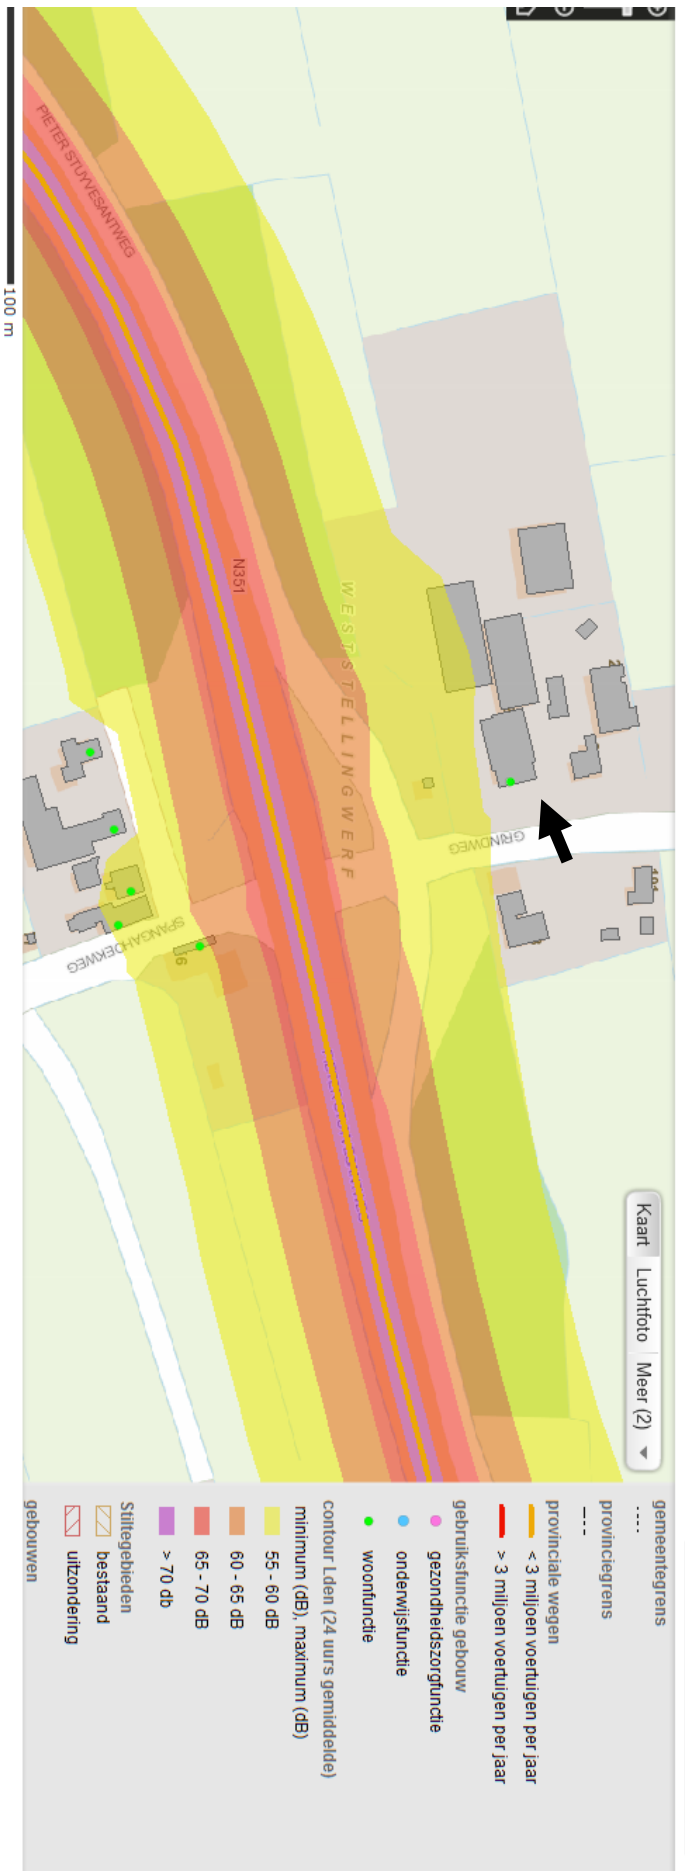 Kaart
Luchtfoto
Meer (2)
PIETER STUYVESANTWEG
N351
WESTSTELLINGWERF
GRINDWEG
SPANGAHOEKWEG
100 m
gemeentegrens
provinciegrens
provinciale wegen
< 3 miljoen voertuigen per jaar
> 3 miljoen voertuigen per jaar
gebruiksfunctie gebouw
gezondheidszorgfunctie
onderwijsfunctie
woonfunctie
contour Lden (24 uurs gemiddelde)
minimum (dB), maximum (dB)
55 - 60 dB
60 - 65 dB
65 - 70 dB
> 70 db
Stiltegebieden
bestaand
uitzondering
gebouwen